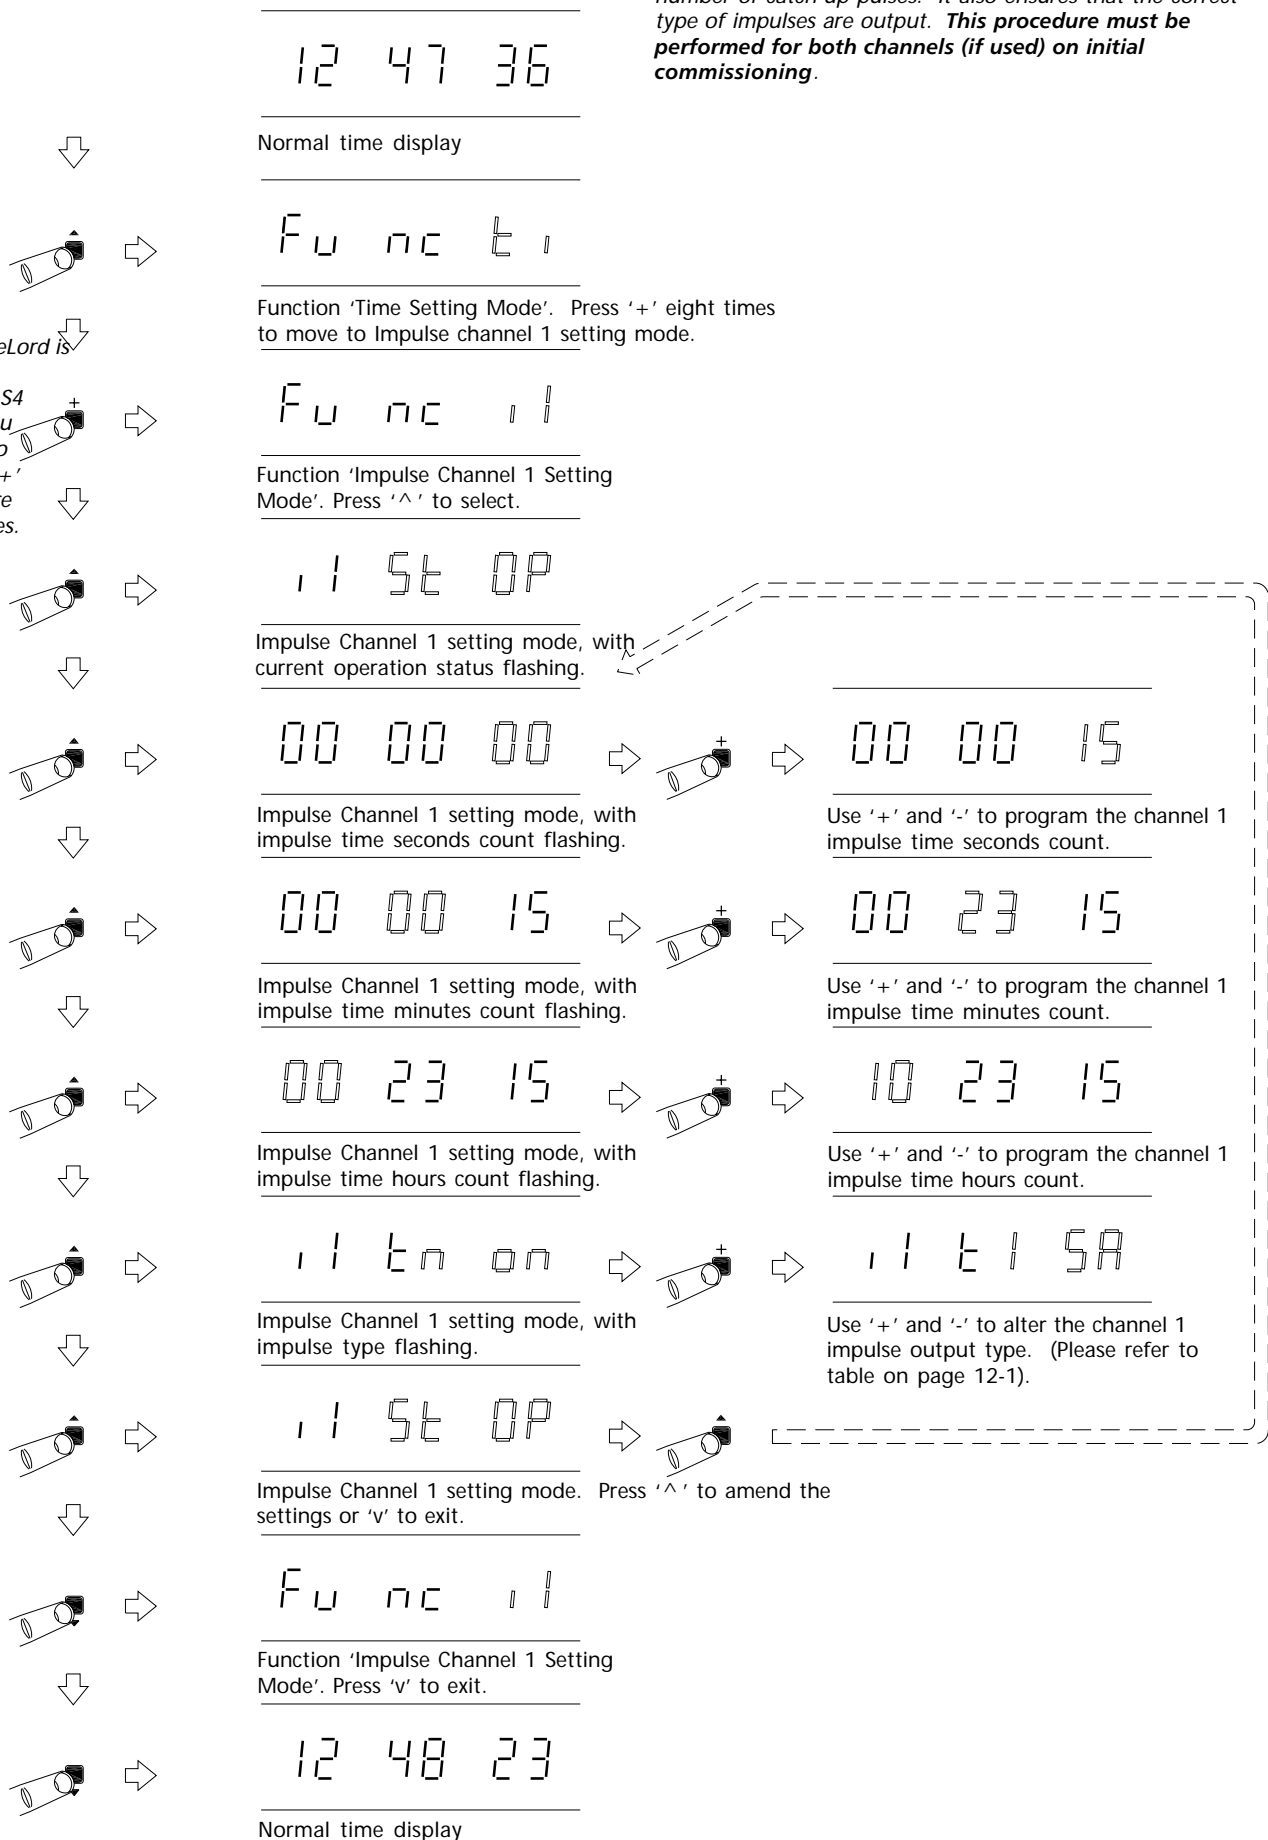 number of catch up pulses. It also ensures that the correct
type of impulses are output. This procedure must be
performed for both channels (if used) on initial
commissioning.
12 47 36
Normal time display
Fu nc ti
Function 'Time Setting Mode'. Press '+' eight times
to move to Impulse channel 1 setting mode.
eLord is
S4
u
o
+'
re
es.
+
Fu nc i1
Function 'Impulse Channel 1 Setting
Mode'. Press '^' to select.
i1 St OP
Impulse Channel 1 setting mode, with
current operation status flashing.
00 00 00
Impulse Channel 1 setting mode, with
impulse time seconds count flashing.
+
00 00 15
Use '+' and '-' to program the channel 1
impulse time seconds count.
00 00 15
Impulse Channel 1 setting mode, with
impulse time minutes count flashing.
+
00 23 15
Use '+' and '-' to program the channel 1
impulse time minutes count.
00 23 15
Impulse Channel 1 setting mode, with
impulse time hours count flashing.
+
10 23 15
Use '+' and '-' to program the channel 1
impulse time hours count.
i1 tn on
Impulse Channel 1 setting mode, with
impulse type flashing.
+
i1 t1 SA
Use '+' and '-' to alter the channel 1
impulse output type. (Please refer to
table on page 12-1).
i1 St OP
Impulse Channel 1 setting mode. Press '^' to amend the
settings or 'v' to exit.
Fu nc i1
Function 'Impulse Channel 1 Setting
Mode'. Press 'v' to exit.
12 48 23
Normal time display